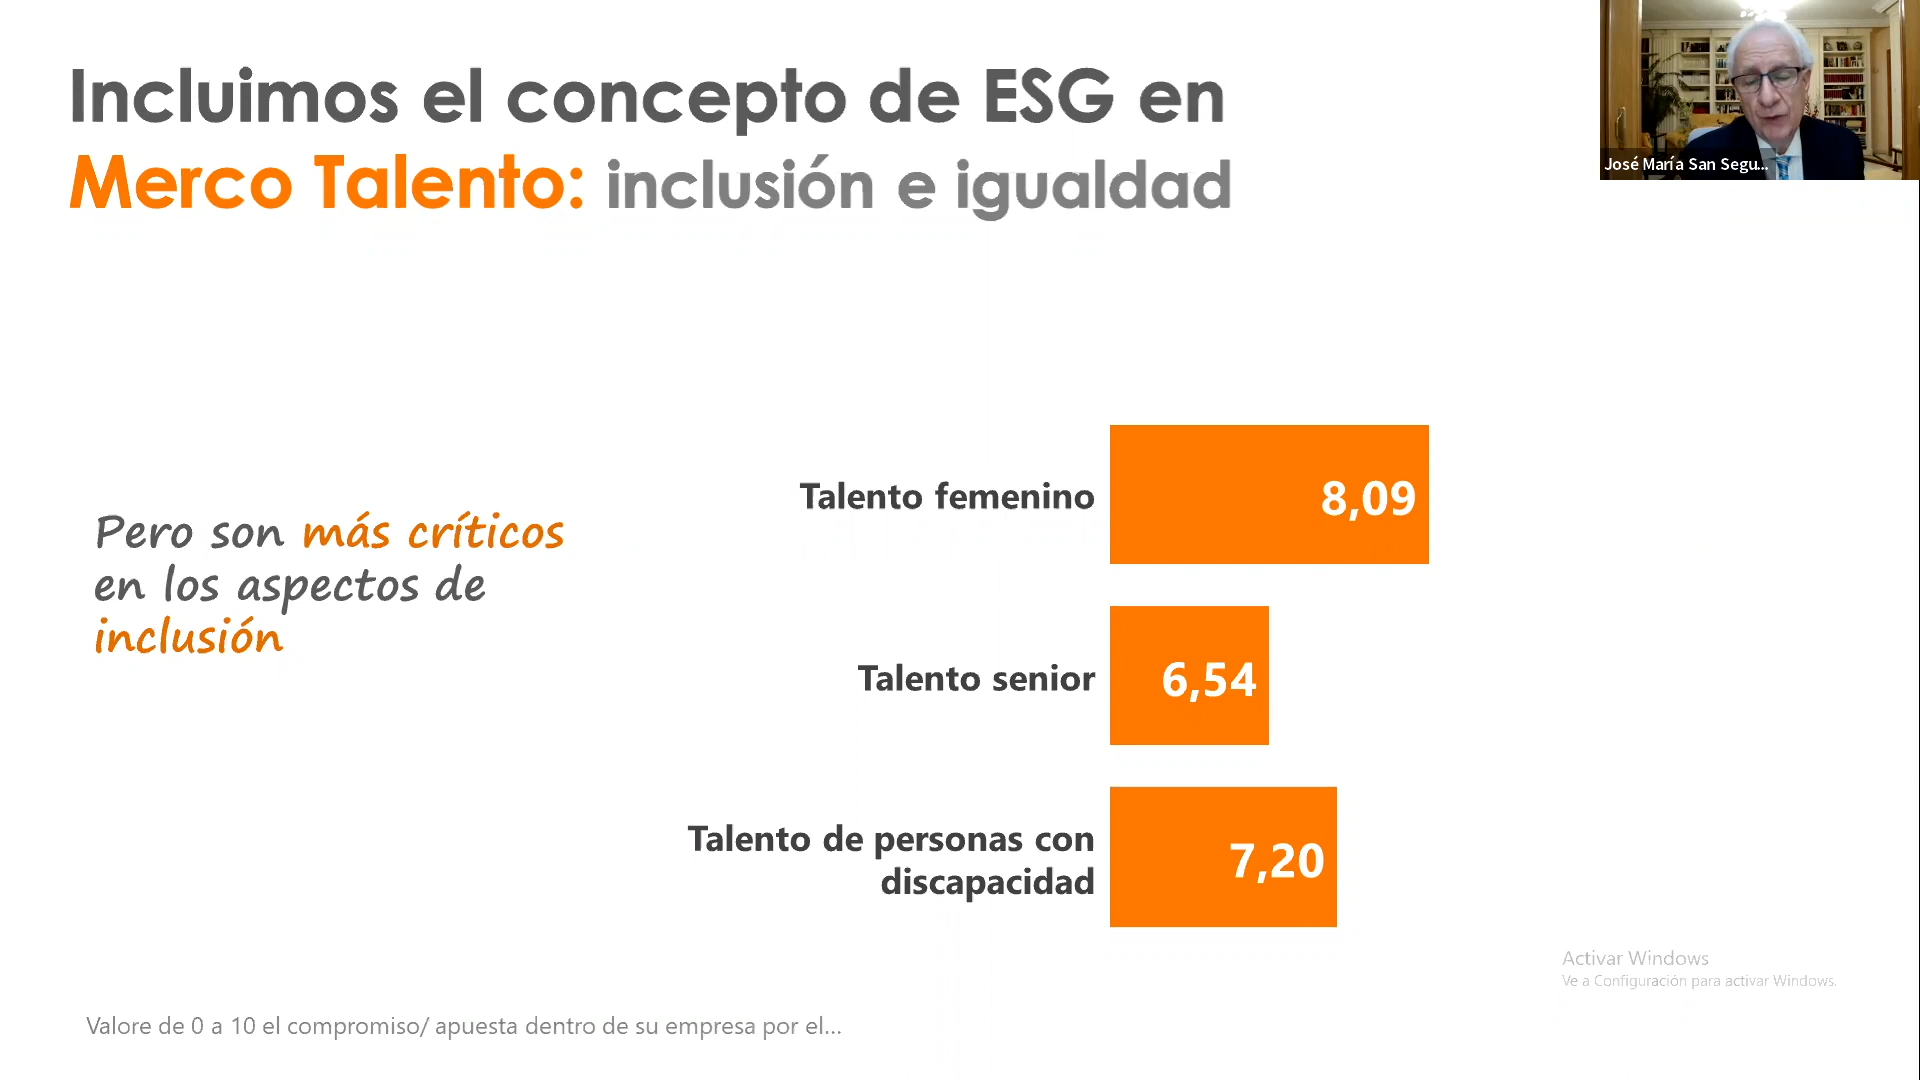 Incluimos el concepto de ESG en
Merco Talento: inclusión e igualdad
José María San Segu...
Pero son más críticos
en los aspectos de
inclusión
Talento femenino
8,09
Talento senior
6,54
Talento de personas con
discapacidad
7,20
Activar Windows
Ve a Configuración para activar Windows.
Valore de 0 a 10 el compromiso/ apuesta dentro de su empresa por el...